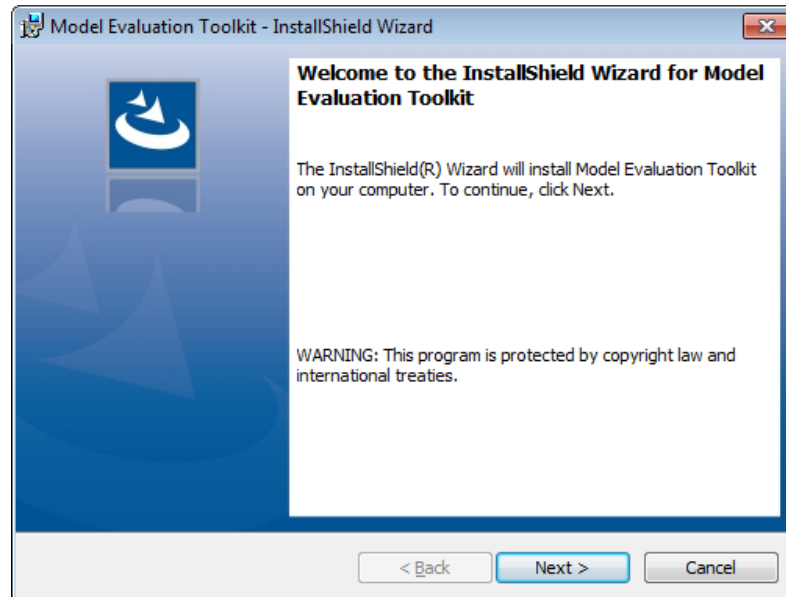 Model Evaluation Toolkit - InstallShield Wizard
Welcome to the InstallShield Wizard for Model
Evaluation Toolkit
The InstallShield(R) Wizard will install Model Evaluation Toolkit
on your computer. To continue, click Next.
WARNING: This program is protected by copyright law and
international treaties.
< Back
Next >
Cancel